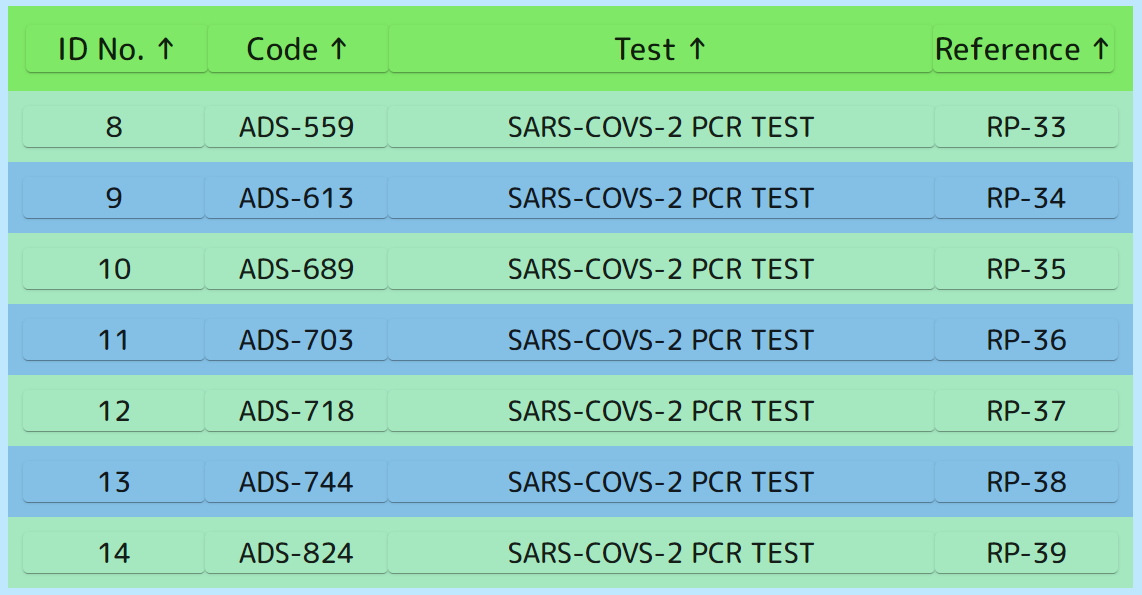 ID No. ↑ Code ↑ Test ↑ Reference ↑
8 ADS-559 SARS-COVS-2 PCR TEST RP-33
9 ADS-613 SARS-COVS-2 PCR TEST RP-34
10 ADS-689 SARS-COVS-2 PCR TEST RP-35
11 ADS-703 SARS-COVS-2 PCR TEST RP-36
12 ADS-718 SARS-COVS-2 PCR TEST RP-37
13 ADS-744 SARS-COVS-2 PCR TEST RP-38
14 ADS-824 SARS-COVS-2 PCR TEST RP-39